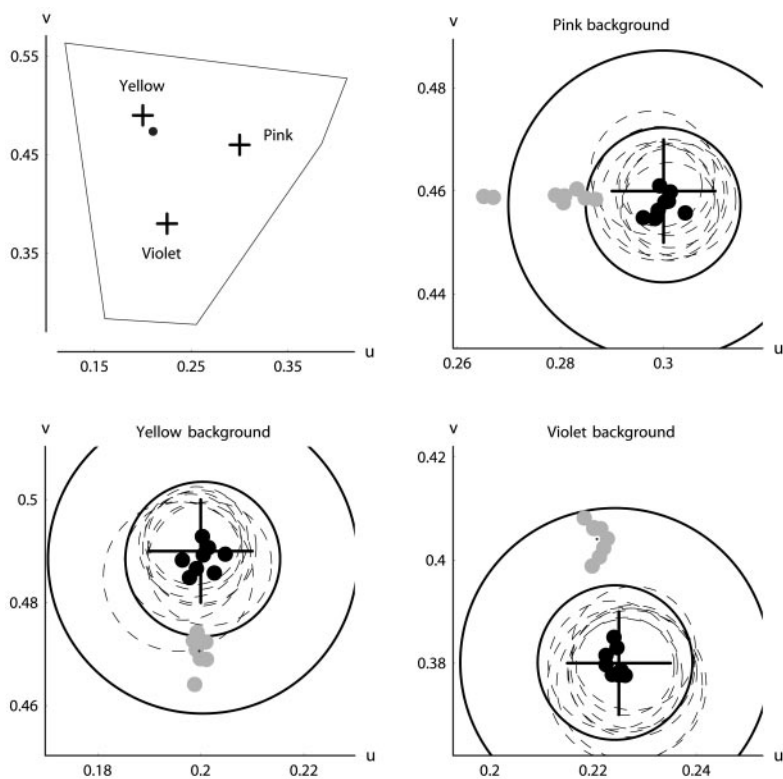 v
0.55
Yellow
0.45
Pink
0.35
Violet
0.15
0.25
0.35
u
v
Pink background
0.48
0.46
0.44
0.26
0.28
0.3
u
v
Yellow background
0.5
0.48
0.46
0.18
0.2
0.22
u
v
Violet background
0.42
0.4
0.38
0.2
0.22
0.24
u